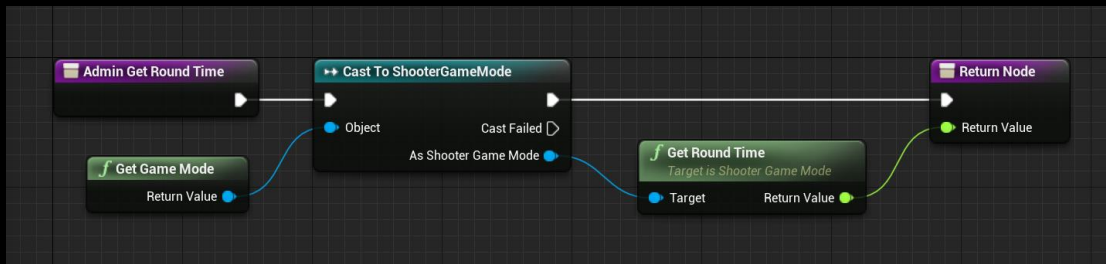 Admin Get Round Time
Cast To ShooterGameMode
Return Node
Object
Cast Failed
Return Value
As Shooter Game Mode
f Get Game Mode
Return Value
f Get Round Time
Target is Shooter Game Mode
Target
Return Value